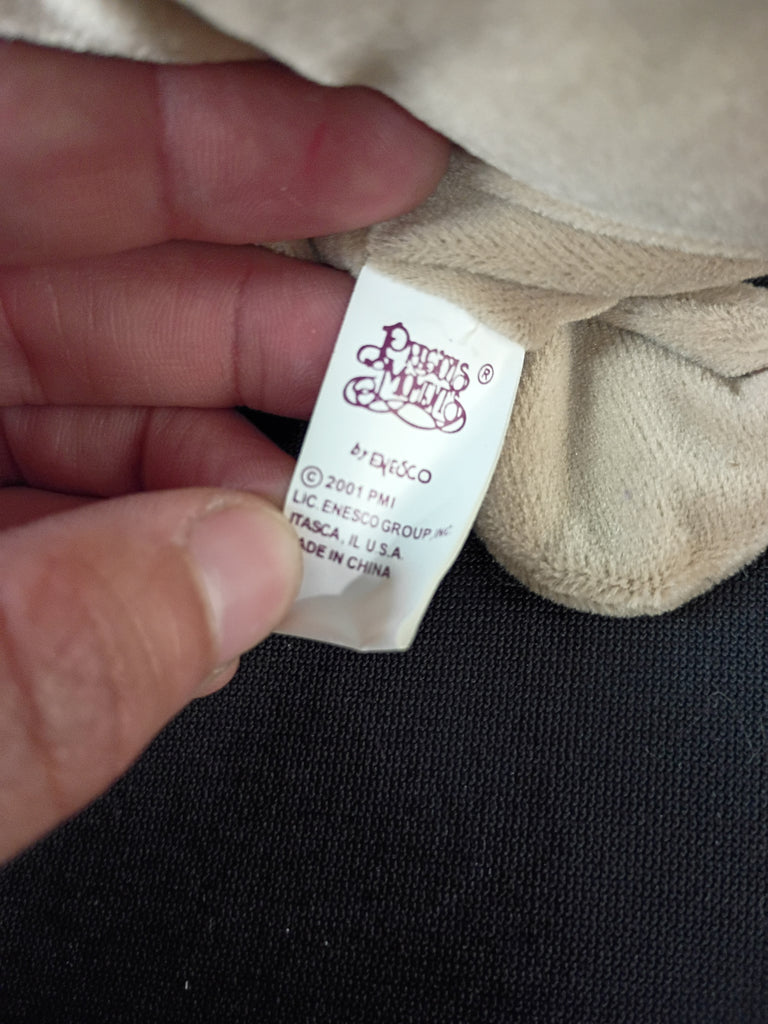 Precious
Moments ®
by ENESCO
© 2001 PMI
LIC. ENESCO GROUP, INC.
ITASCA, IL U.S.A.
ADE IN CHINA